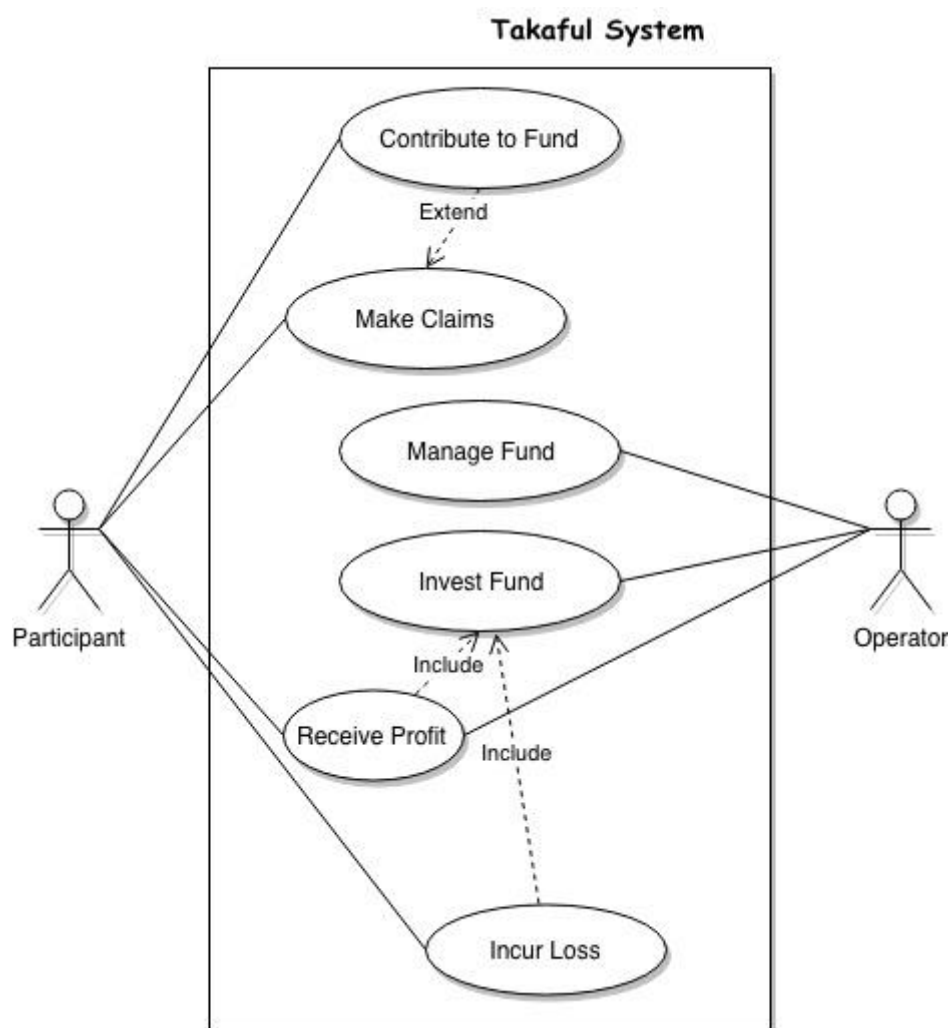 Takaful System
Contribute to Fund
Extend
Make Claims
Manage Fund
Invest Fund
Participant
Operator
Include
Receive Profit
Include
Incur Loss